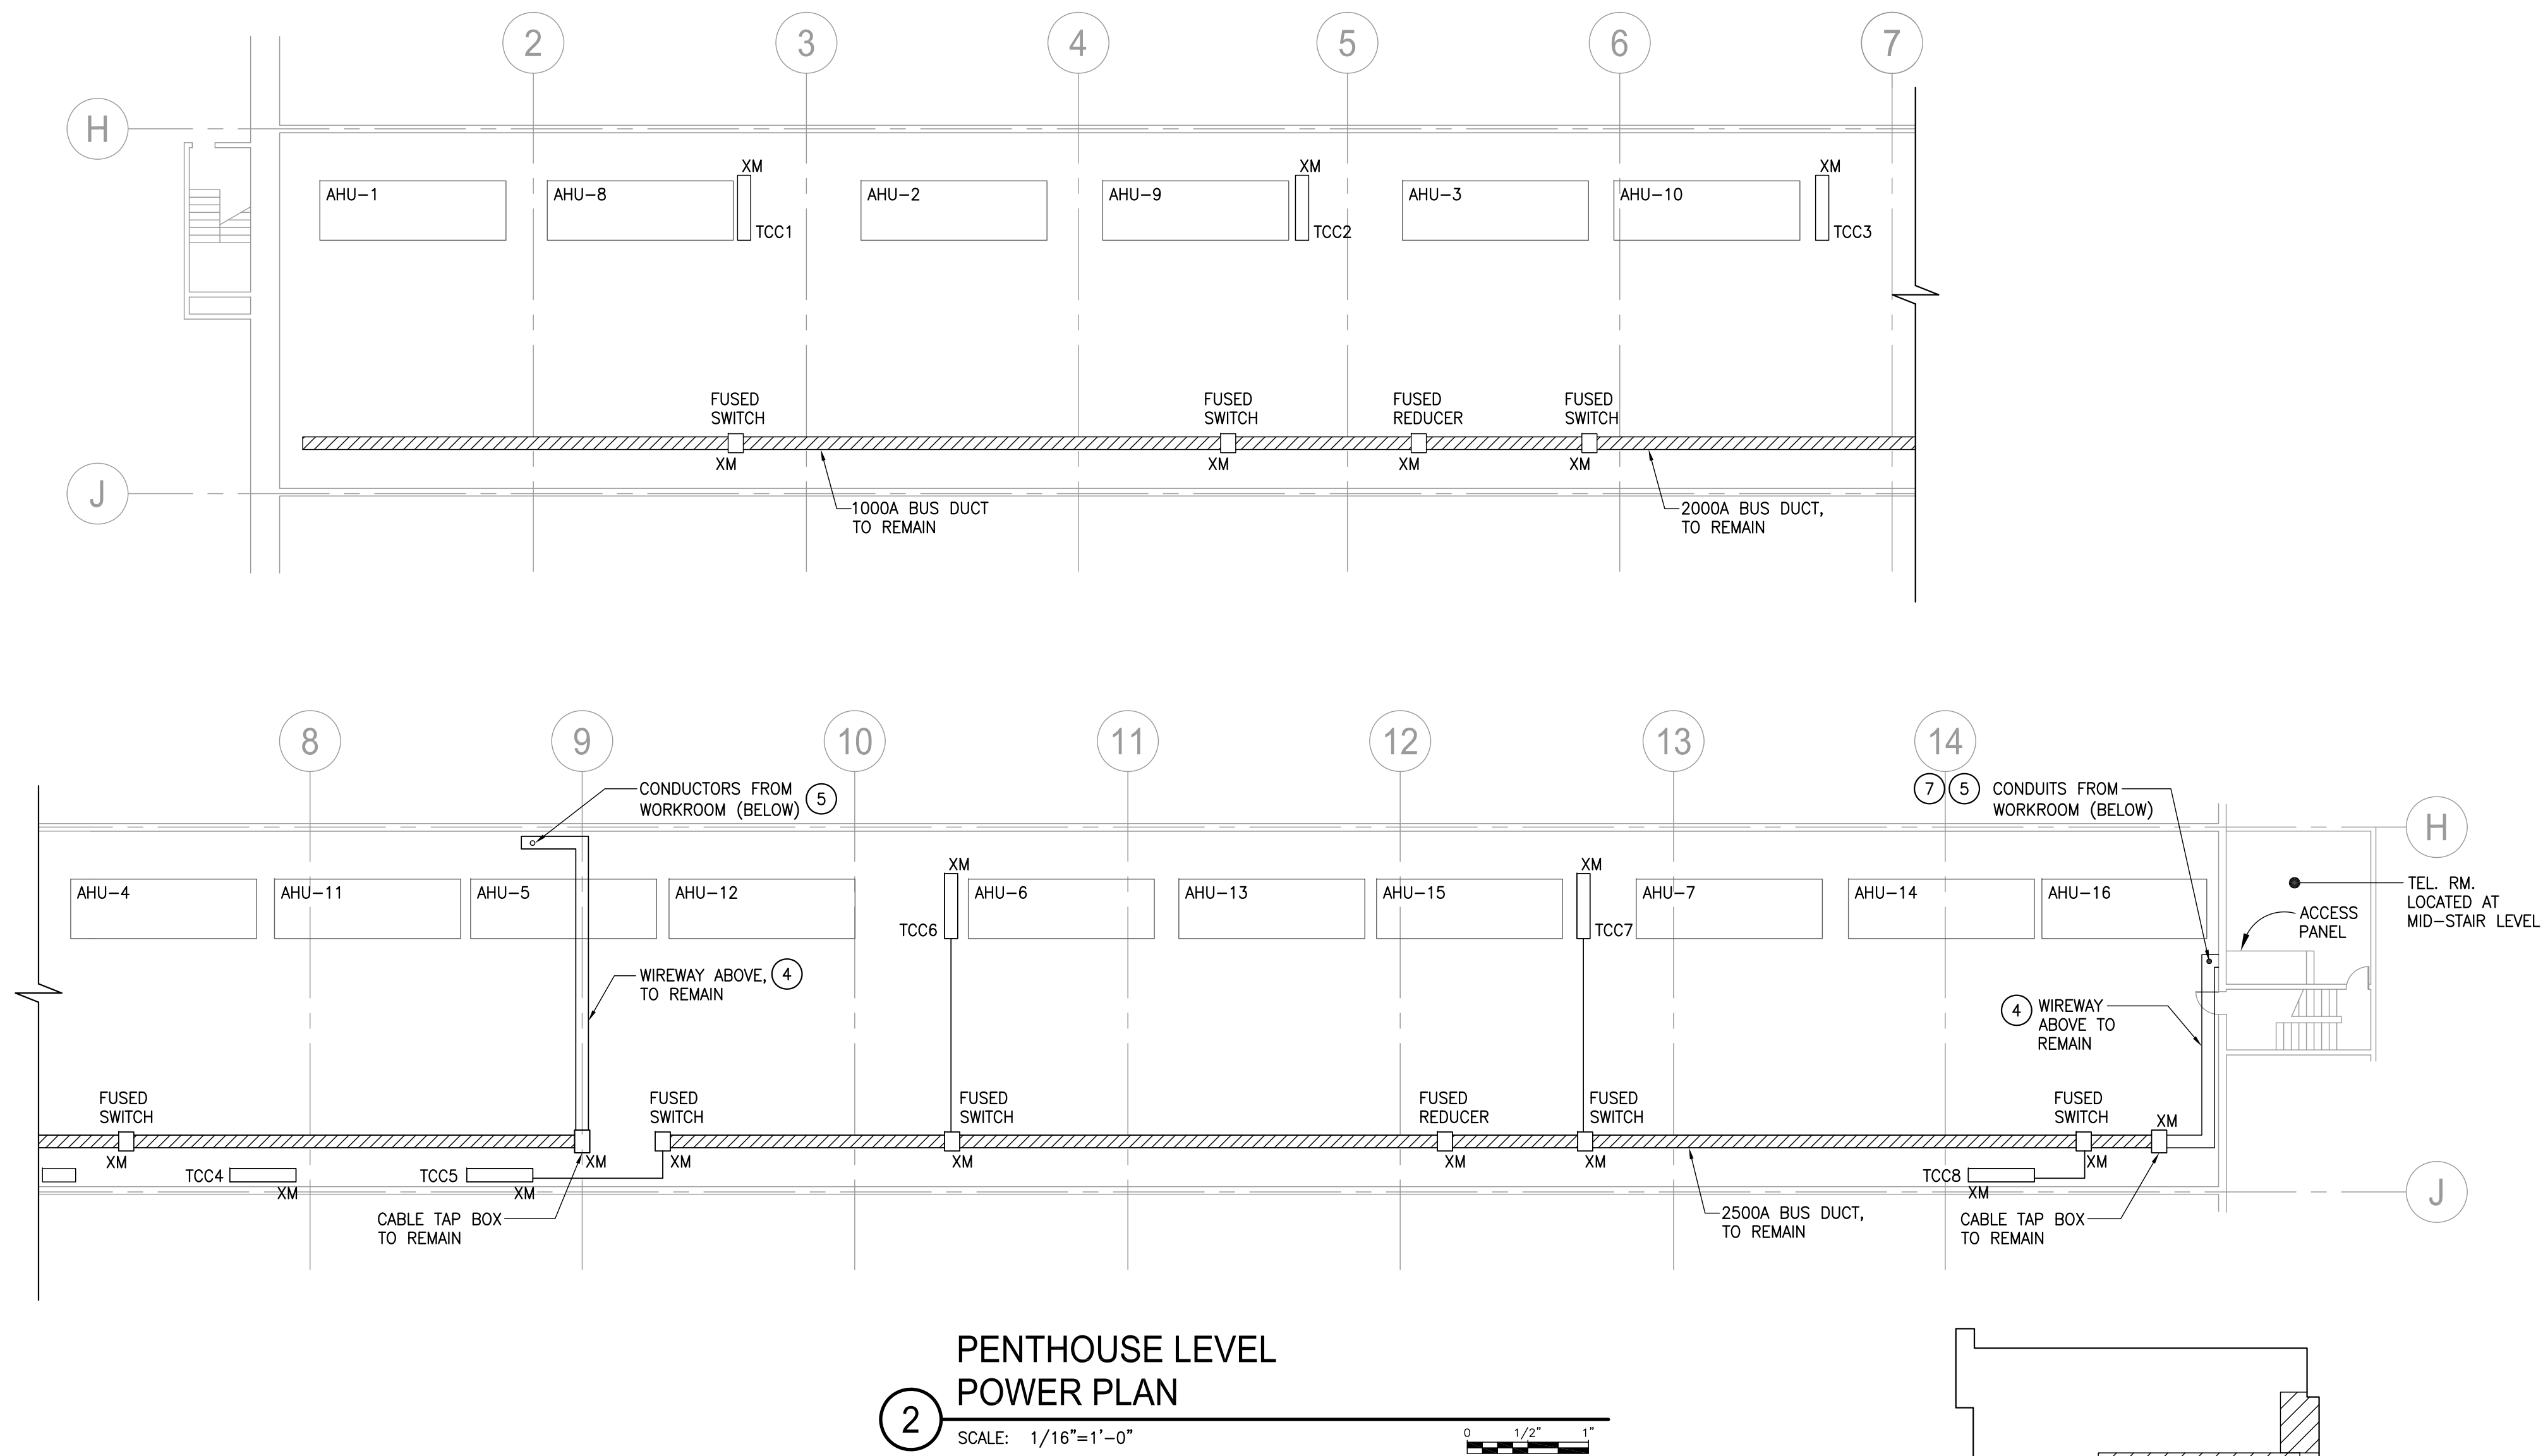 2
3
4
5
6
7
H
XM
XM
XM
AHU-1
AHU-8
AHU-2
AHU-9
AHU-3
AHU-10
TCC1
TCC2
TCC3
FUSED
SWITCH
FUSED
SWITCH
FUSED
REDUCER
FUSED
SWITCH
XM
XM
XM
XM
J
1000A BUS DUCT
TO REMAIN
2000A BUS DUCT,
TO REMAIN
8
9
10
11
12
13
14
CONDUCTORS FROM
WORKROOM (BELOW)
5
7
5
CONDUITS FROM
WORKROOM (BELOW)
H
XM
XM
AHU-4
AHU-11
AHU-5
AHU-12
AHU-6
AHU-13
AHU-15
AHU-7
AHU-14
AHU-16
TEL. RM.
LOCATED AT
MID-STAIR LEVEL
ACCESS
PANEL
TCC6
TCC7
WIREWAY ABOVE,
TO REMAIN
4
4
WIREWAY
ABOVE TO
REMAIN
FUSED
SWITCH
FUSED
SWITCH
FUSED
SWITCH
FUSED
REDUCER
FUSED
SWITCH
FUSED
SWITCH
XM
XM
XM
XM
XM
XM
XM
XM
TCC4
XM
TCC5
XM
TCC8
XM
J
CABLE TAP BOX
TO REMAIN
2500A BUS DUCT,
TO REMAIN
CABLE TAP BOX
TO REMAIN
PENTHOUSE LEVEL
POWER PLAN
2
SCALE: 1/16"=1'-0"
0 1/2" 1"